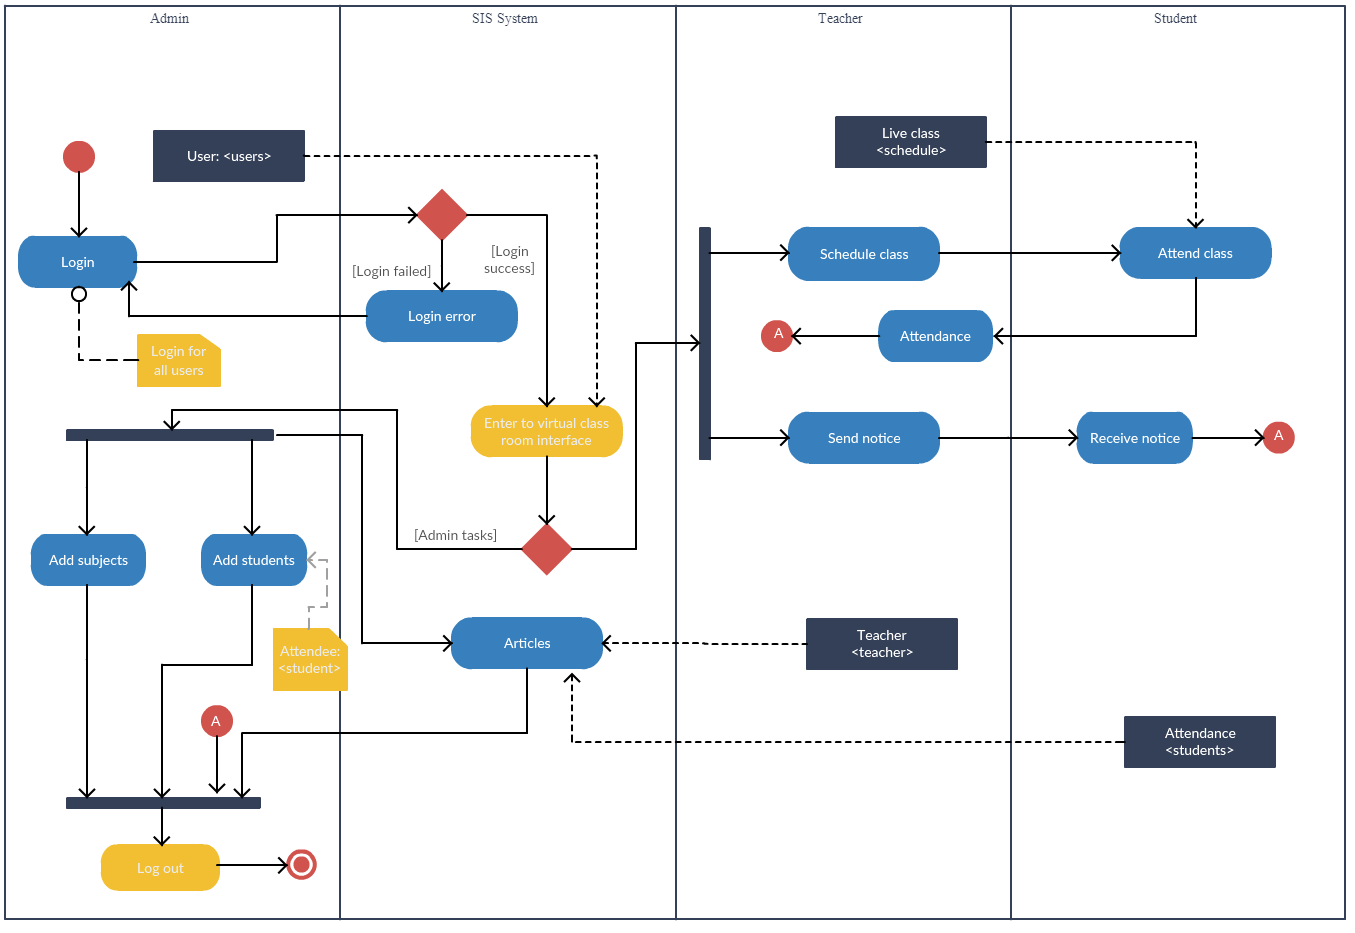 Admin
SIS System
Teacher
Student
User: <users>
Live class
<schedule>
[Login
success]
[Login failed]
Login
Schedule class
Attend class
Login error
Attendance
A
Login for
all users
Enter to virtual class
room interface
Send notice
Receive notice
A
[Admin tasks]
Add subjects
Add students
Articles
Teacher
<teacher>
Attendee:
<student>
A
Attendance
<students>
Log out